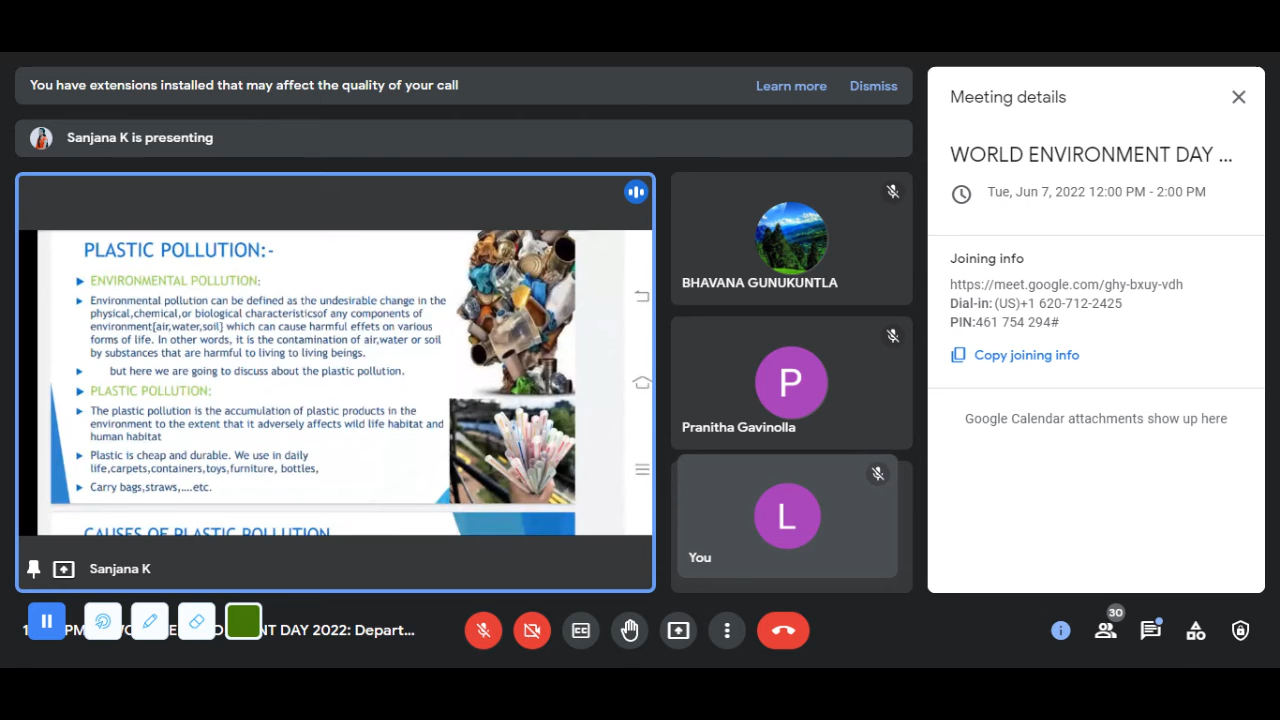 You have extensions installed that may affect the quality of your call
Learn more
Dismiss
Sanjana K is presenting
PLASTIC POLLUTION:-
ENVIRONMENTAL POLLUTION:
Environmental pollution can be defined as the undesirable change in the
physical,chemical,or biological characteristicsof any components of
environment[air,water,soil] which can cause harmful effets on various
forms of life. In other words, it is the contamination of air,water or soil
by substances that are harmful to living to living beings.
but here we are going to discuss about the plastic pollution.
PLASTIC POLLUTION:
The plastic pollution is the accumulation of plastic products in the
environment to the extent that it adversely affects wild life habitat and
human habitat
Plastic is cheap and durable. We use in daily
life,carpets,containers,toys,furniture, bottles,
Carry bags,straws,....etc.
CAUSES OF PLASTIC POLLUTION
Sanjana K
BHAVANA GUNUKUNTLA
P
Pranitha Gavinolla
L
You
Meeting details
WORLD ENVIRONMENT DAY ...
Tue, Jun 7, 2022 12:00 PM - 2:00 PM
Joining info
https://meet.google.com/ghy-bxuy-vdh
Dial-in: (US)+1 620-712-2425
PIN:461 754 294#
Copy joining info
Google Calendar attachments show up here
NT DAY 2022: Depart...
30